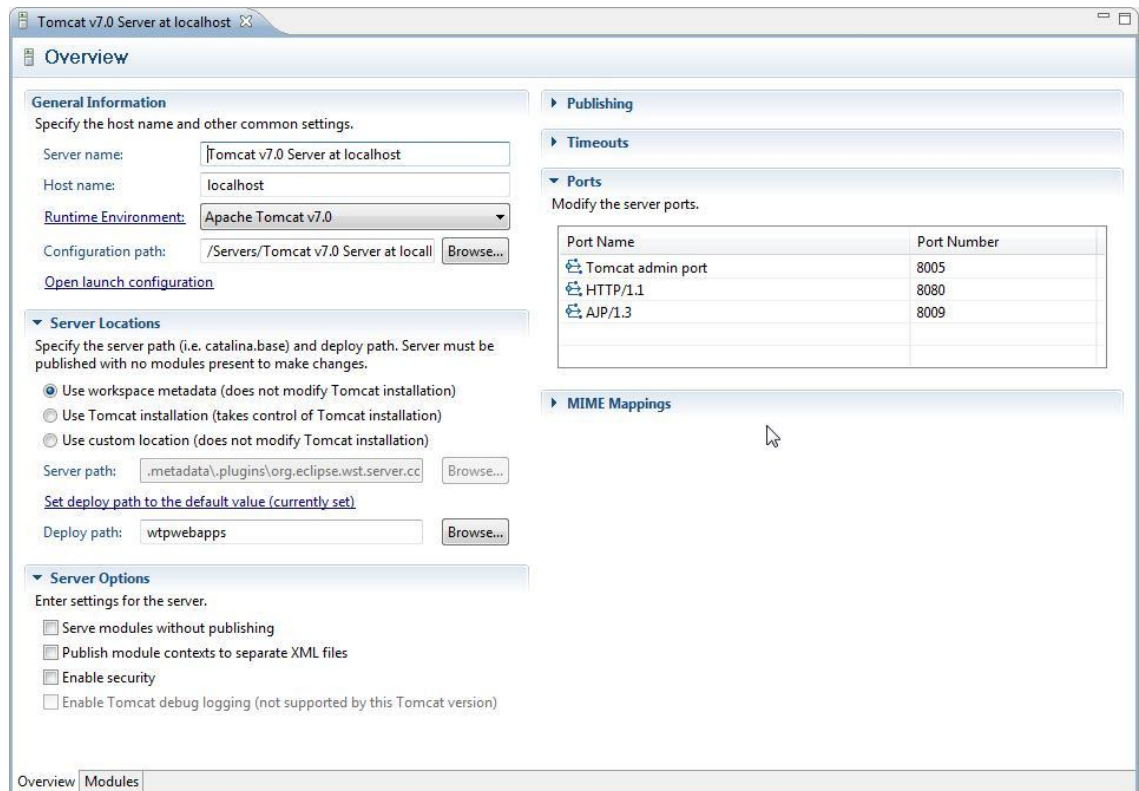 Tomcat v7.0 Server at localhost
Overview
General Information
Specify the host name and other common settings.
Server name: Tomcat v7.0 Server at localhost
Host name: localhost
Runtime Environment: Apache Tomcat v7.0
Configuration path: /Servers/Tomcat v7.0 Server at locall Browse...
Open launch configuration
Server Locations
Specify the server path (i.e. catalina.base) and deploy path. Server must be
published with no modules present to make changes.
Use workspace metadata (does not modify Tomcat installation)
Use Tomcat installation (takes control of Tomcat installation)
Use custom location (does not modify Tomcat installation)
Server path: .metadata\.plugins\org.eclipse.wst.server.cc Browse...
Set deploy path to the default value (currently set)
Deploy path: wtpwebapps Browse...
Server Options
Enter settings for the server.
Serve modules without publishing
Publish module contexts to separate XML files
Enable security
Enable Tomcat debug logging (not supported by this Tomcat version)
Publishing
Timeouts
Ports
Modify the server ports.
Port Name Port Number
Tomcat admin port 8005
HTTP/1.1 8080
AJP/1.3 8009
MIME Mappings
Overview Modules